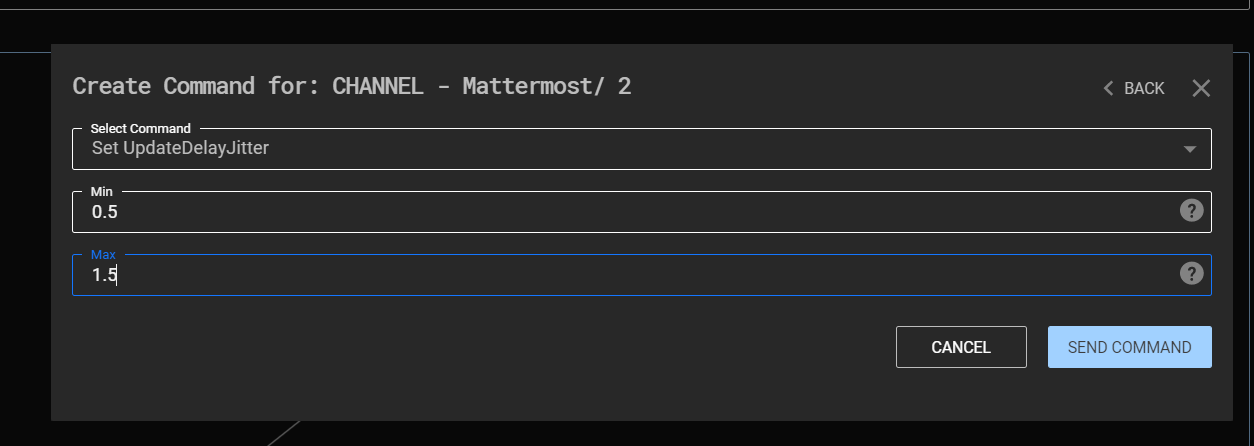 Create Command for: CHANNEL - Mattermost/ 2
BACK
Select Command
Set UpdateDelayJitter
Min
0.5
?
Max
1.5
?
CANCEL
SEND COMMAND